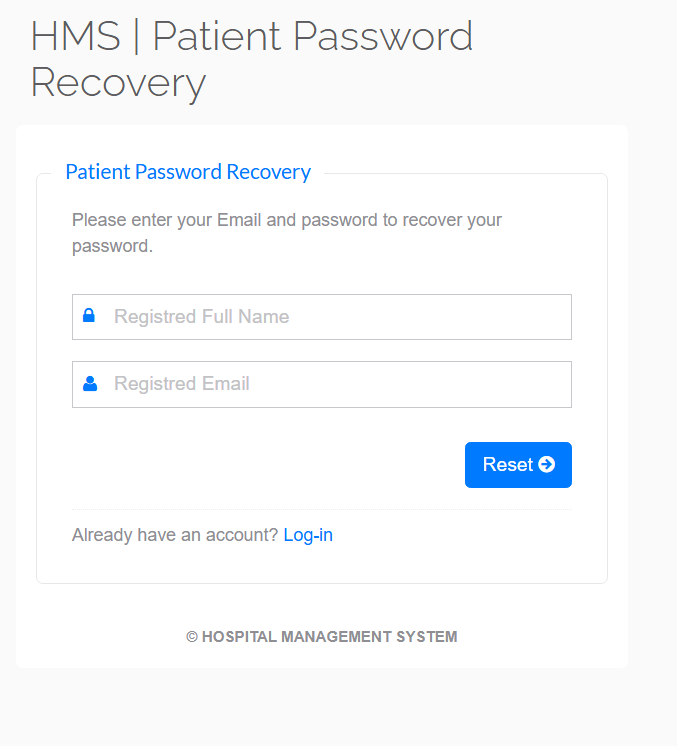 HMS | Patient Password
Recovery
Patient Password Recovery
Please enter your Email and password to recover your
password.
Registred Full Name
Registred Email
Reset
Already have an account? Log-in
© HOSPITAL MANAGEMENT SYSTEM